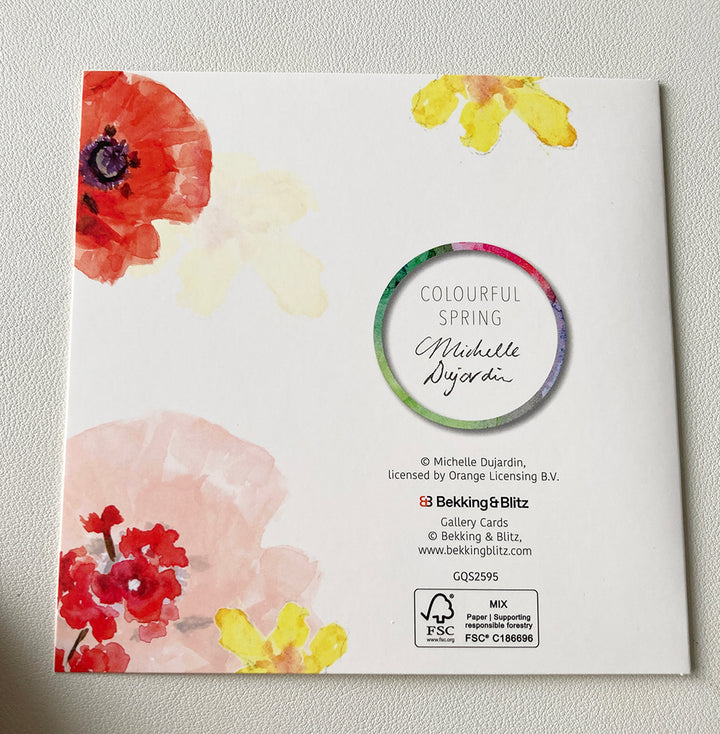 COLOURFUL
SPRING
Michelle
Dujardin
© Michelle Dujardin,
licensed by Orange Licensing B.V.
Bekking & Blitz
Gallery Cards
© Bekking & Blitz,
www.bekkingblitz.com
GQS2595
FSC
www.fsc.org
MIX
Paper | Supporting
responsible forestry
FSC® C186696